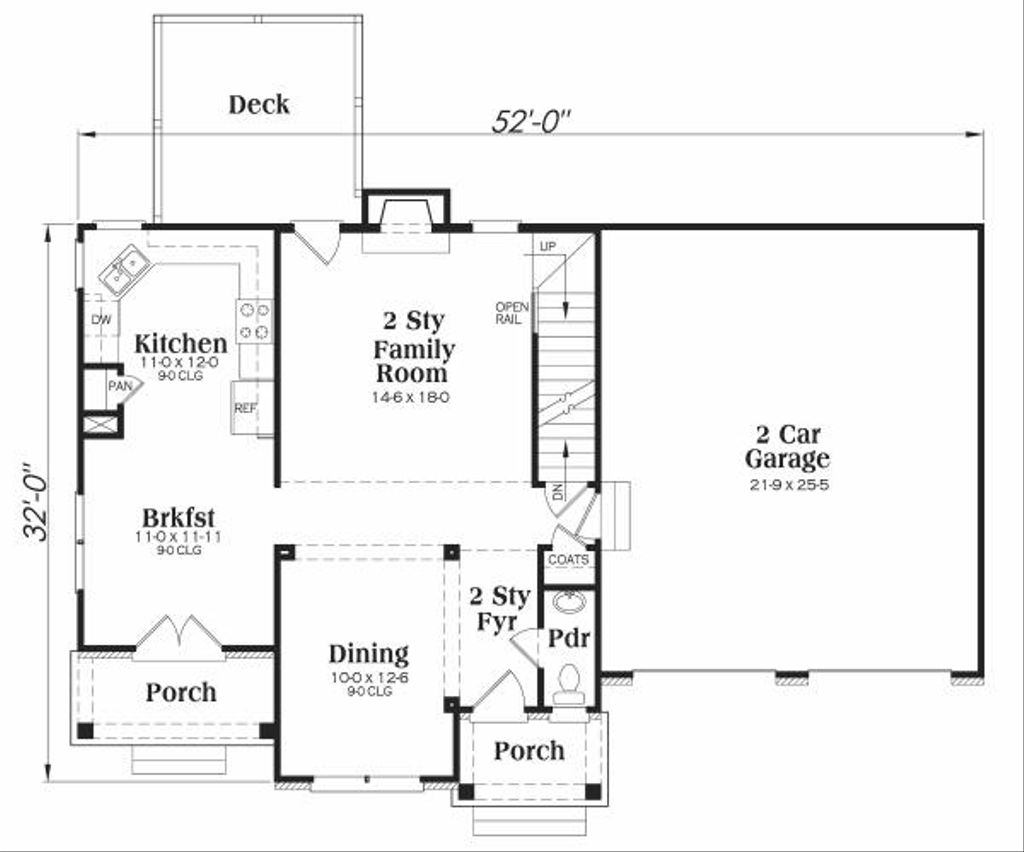 Deck
52'-0"
UP
OPEN
RAIL
DW
Kitchen
11-0 x 12-0
9-0 CLG
2 Sty
Family
Room
14-6 x 18-0
PAN
REF
2 Car
Garage
21-9 x 25-5
32'-0"
DN
Brkfst
11-0 x 11-11
9-0 CLG
COATS
2 Sty
Fyr
Pdr
Dining
10-0 x 12-6
9-0 CLG
Porch
Porch